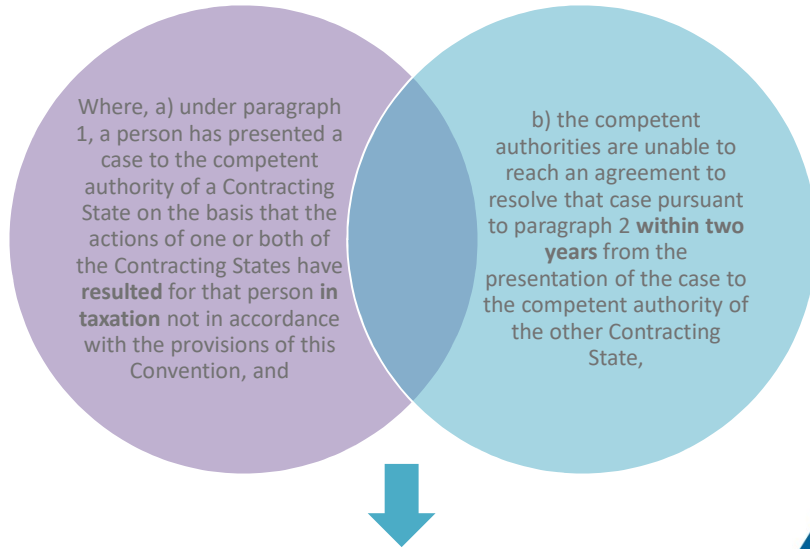 Where, a) under paragraph
1, a person has presented a
case to the competent
authority of a Contracting
State on the basis that the
actions of one or both of
the Contracting States have
resulted for that person in
taxation not in accordance
with the provisions of this
Convention, and
b) the competent
authorities are unable to
reach an agreement to
resolve that case pursuant
to paragraph 2 within two
years from the
presentation of the case to
the competent authority of
the other Contracting
State,